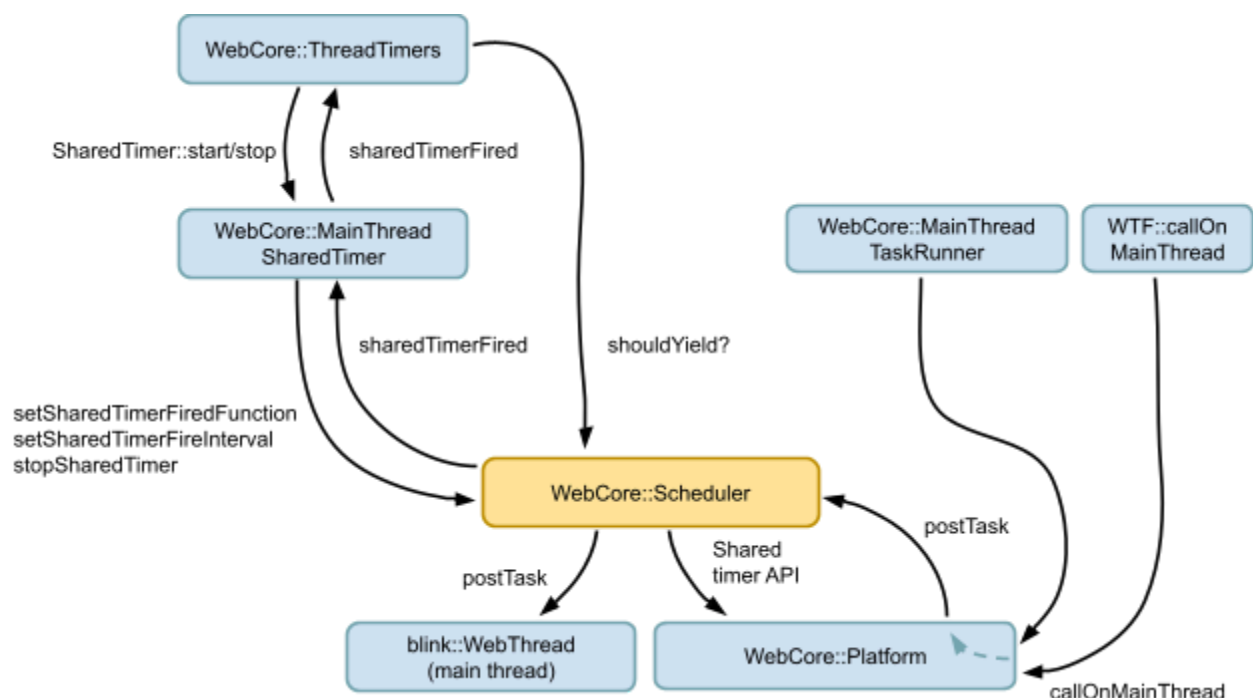 WebCore::ThreadTimers
SharedTimer::start/stop
sharedTimerFired
WebCore::MainThread
SharedTimer
WebCore::MainThread
TaskRunner
WTF::callOn
MainThread
sharedTimerFired
shouldYield?
setSharedTimerFiredFunction
setSharedTimerFireInterval
stopSharedTimer
WebCore::Scheduler
postTask
Shared
timer API
postTask
blink::WebThread
(main thread)
WebCore::Platform
callOnMainThread